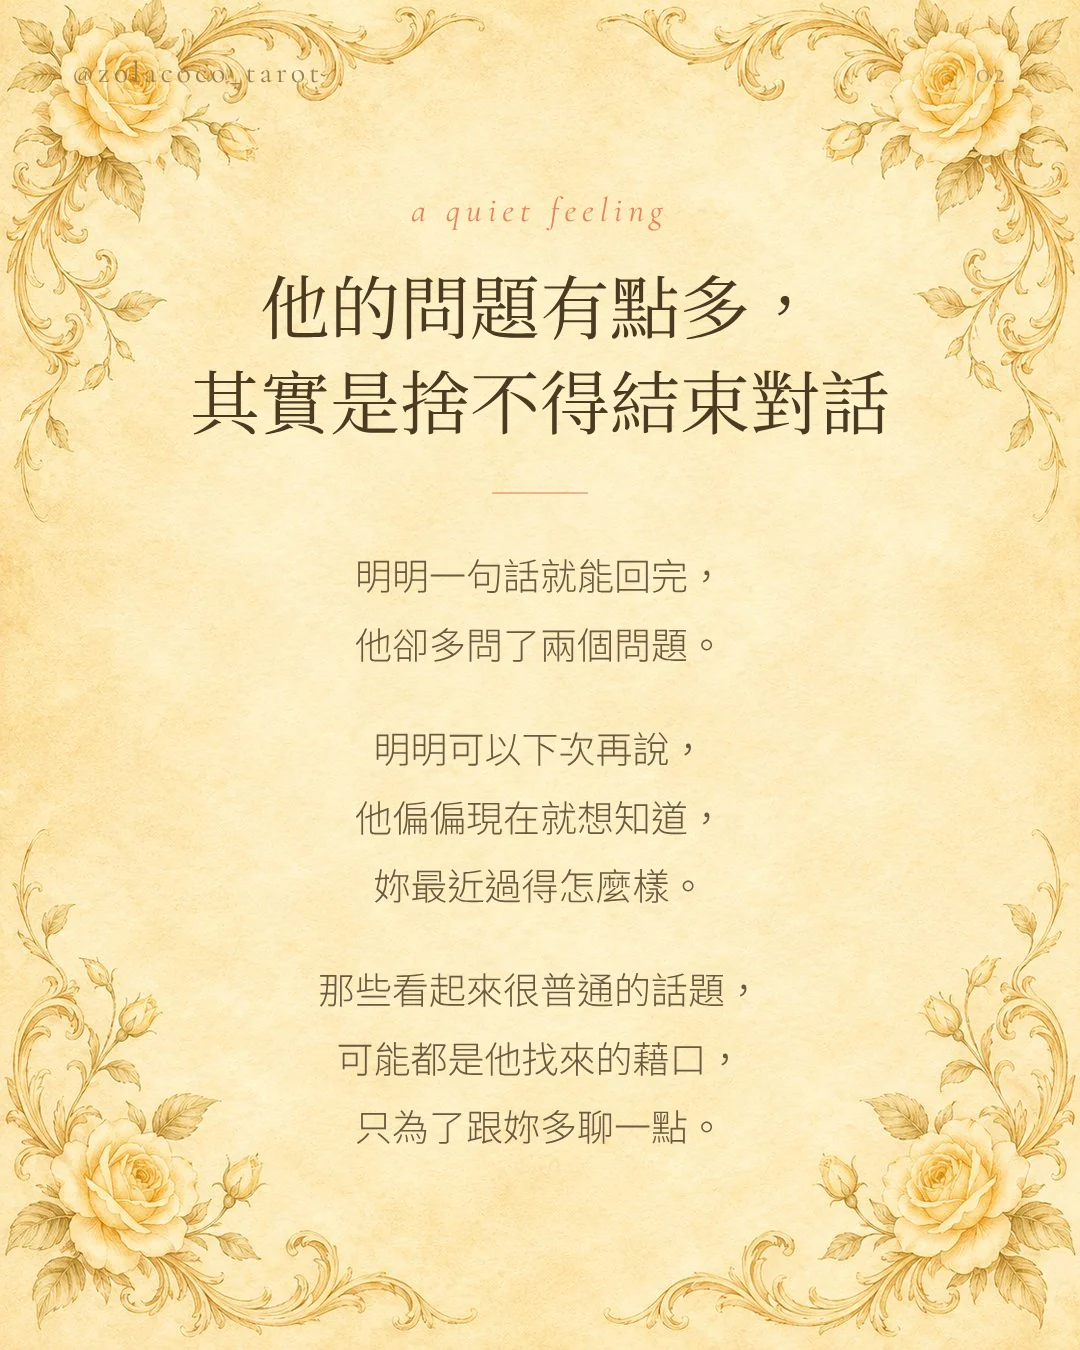 @zolacoco_tarot
02
a quiet feeling
他的問題有點多，
其實是捨不得結束對話
明明一句話就能回完，
他卻多問了兩個問題。
明明可以下次再說，
他偏偏現在就想知道，
妳最近過得怎麼樣。
那些看起來很普通的話題，
可能都是他找來的藉口，
只為了跟妳多聊一點。